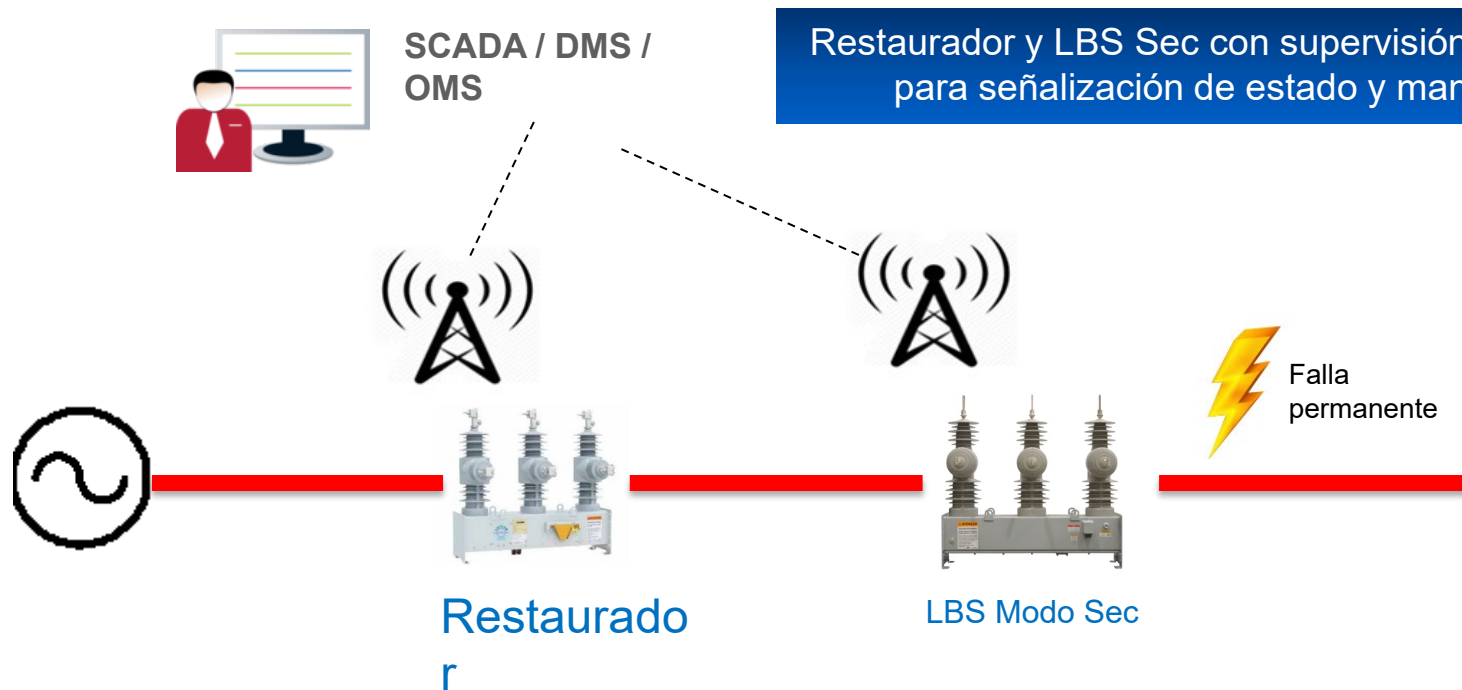 SCADA / DMS /
OMS
Restaurador y LBS Sec con supervisión
para señalización de estado y man
Falla
permanente
Restaurado
r
LBS Modo Sec